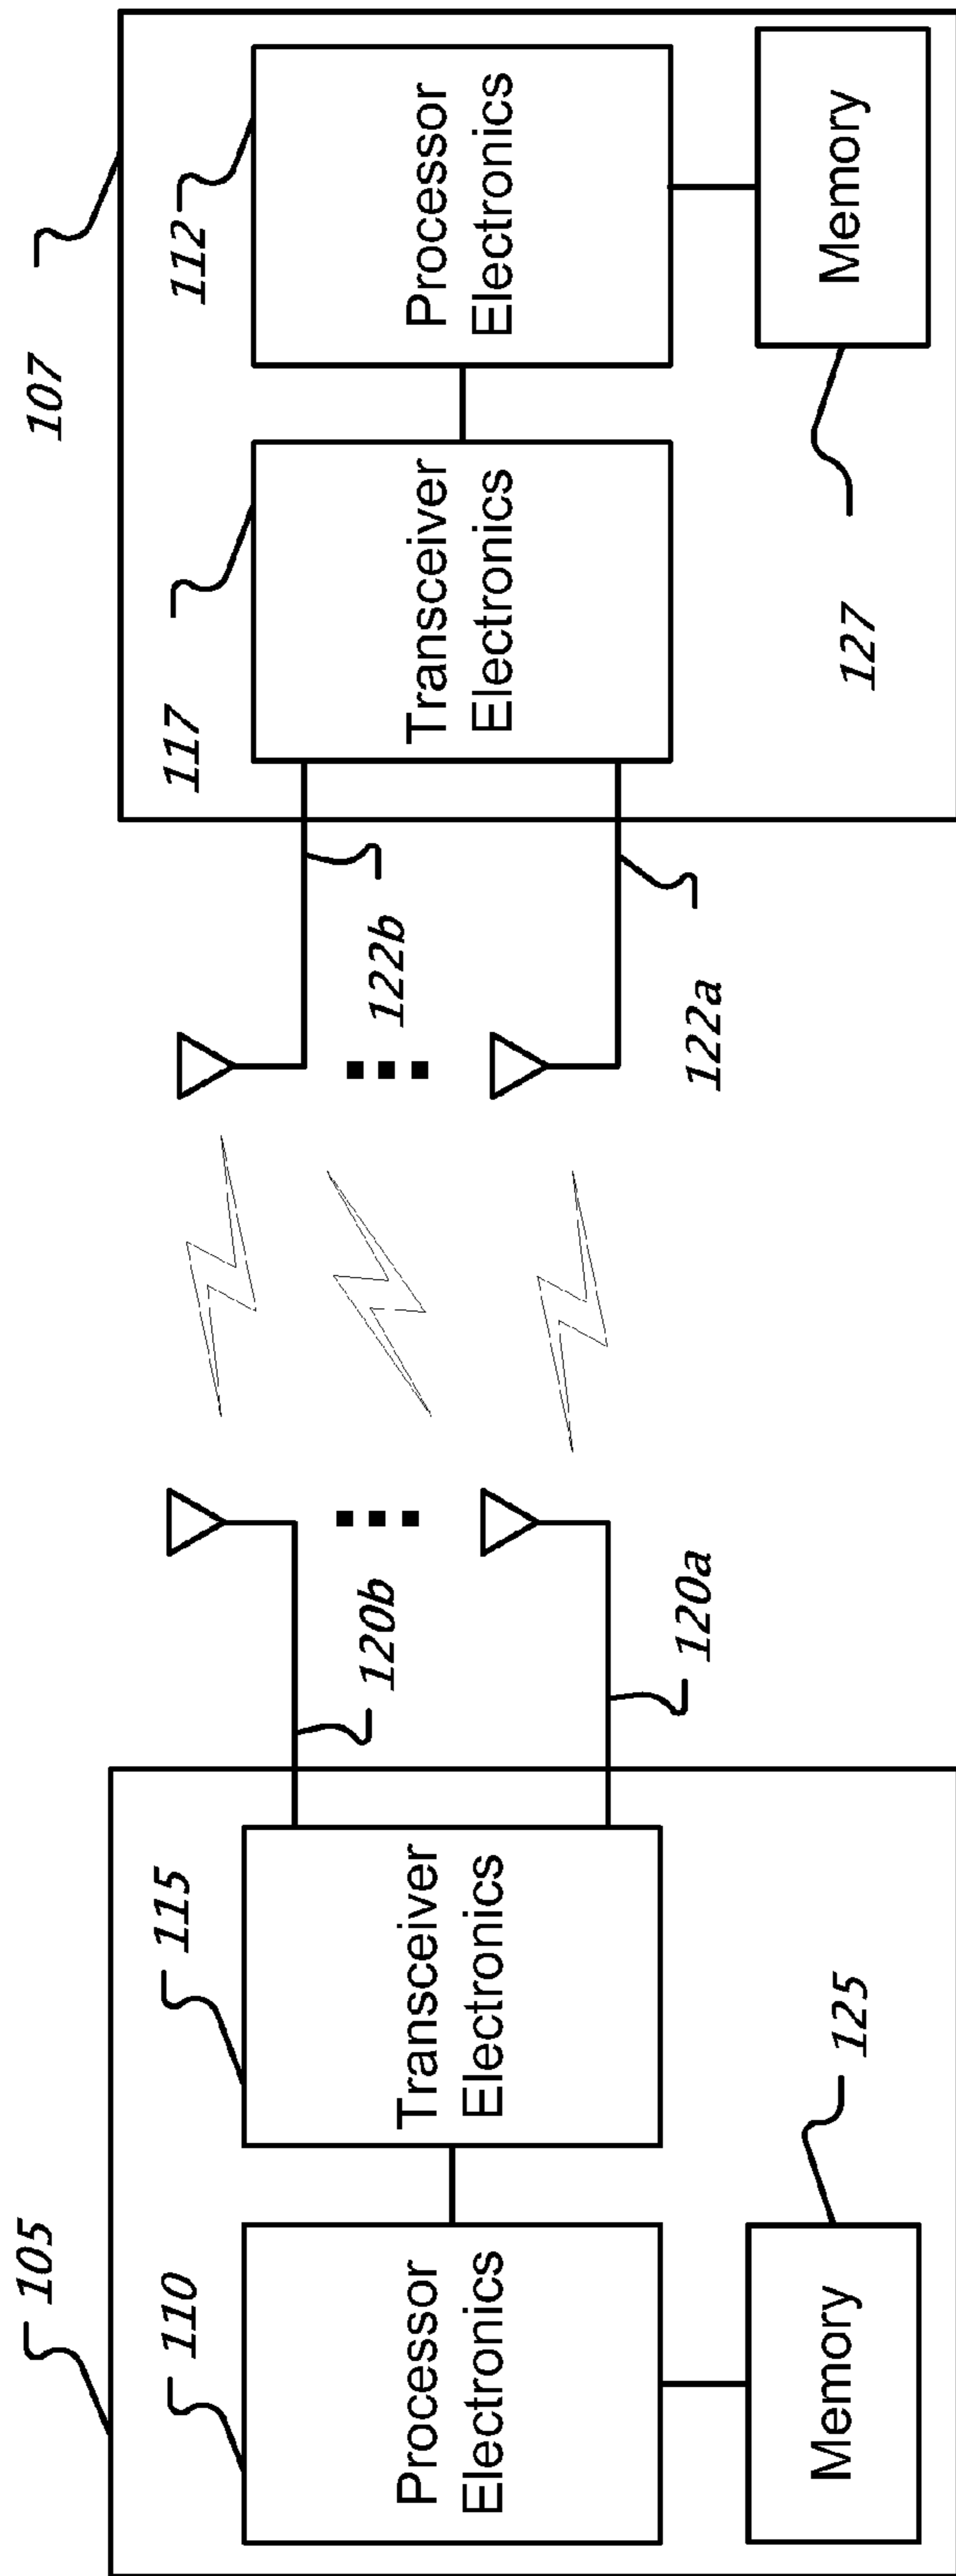 105
107
110
Processor
Electronics
115
Transceiver
Electronics
Memory
125
120b
120a
122b
122a
117
Transceiver
Electronics
112
Processor
Electronics
Memory
127